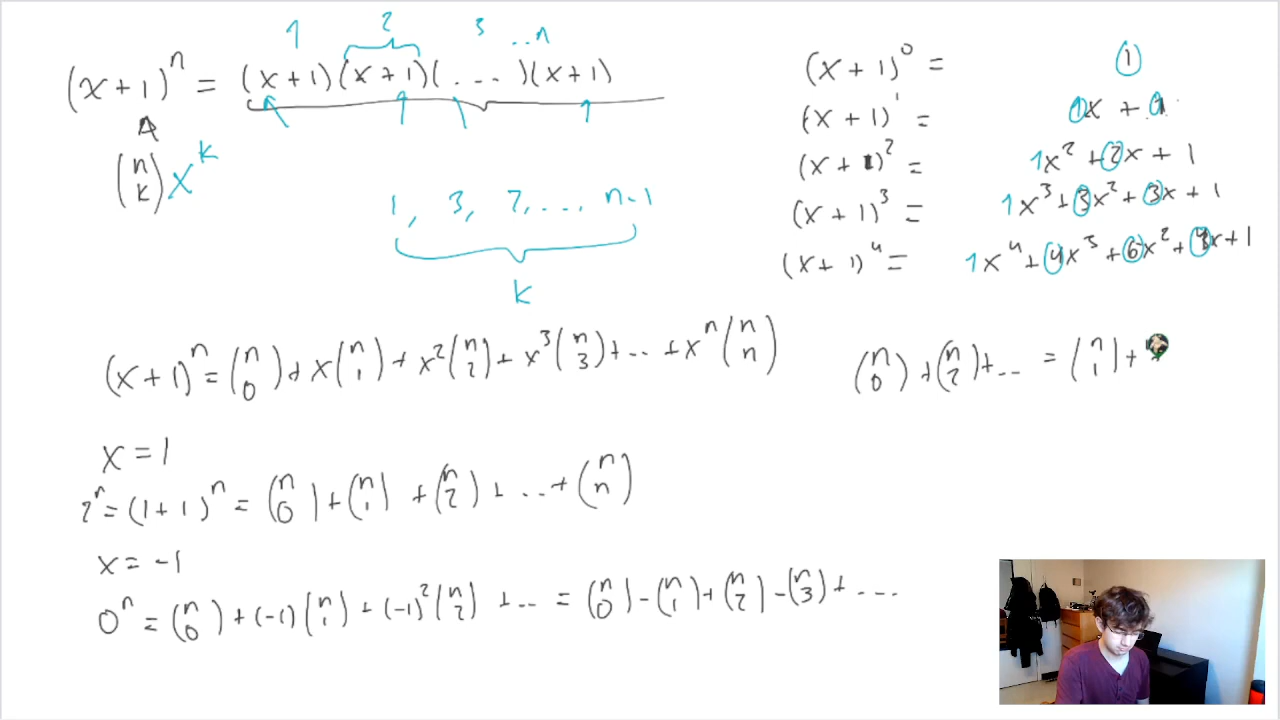 1 2 3 ..n
(x+1)^n = (x+1)(x+1)(...)(x+1)
(n k) x^k
1, 3, 7, ..., n-1
k
(x+1)^0 = 1
(x+1)^1 = 1x + 1
(x+1)^2 = 1x^2 + 2x + 1
(x+1)^3 = 1x^3 + 3x^2 + 3x + 1
(x+1)^4 = 1x^4 + 4x^3 + 6x^2 + 4x + 1
(x+1)^n = (n 0) + x(n 1) + x^2(n 2) + x^3(n 3) + .. + x^n(n n)
(n 0) + (n 2) + ... = (n 1) +
x = 1
2^n = (1+1)^n = (n 0) + (n 1) + (n 2) + ... + (n n)
x = -1
0^n = (n 0) + (-1)(n 1) + (-1)^2(n 2) + ... = (n 0) - (n 1) + (n 2) - (n 3) + ...